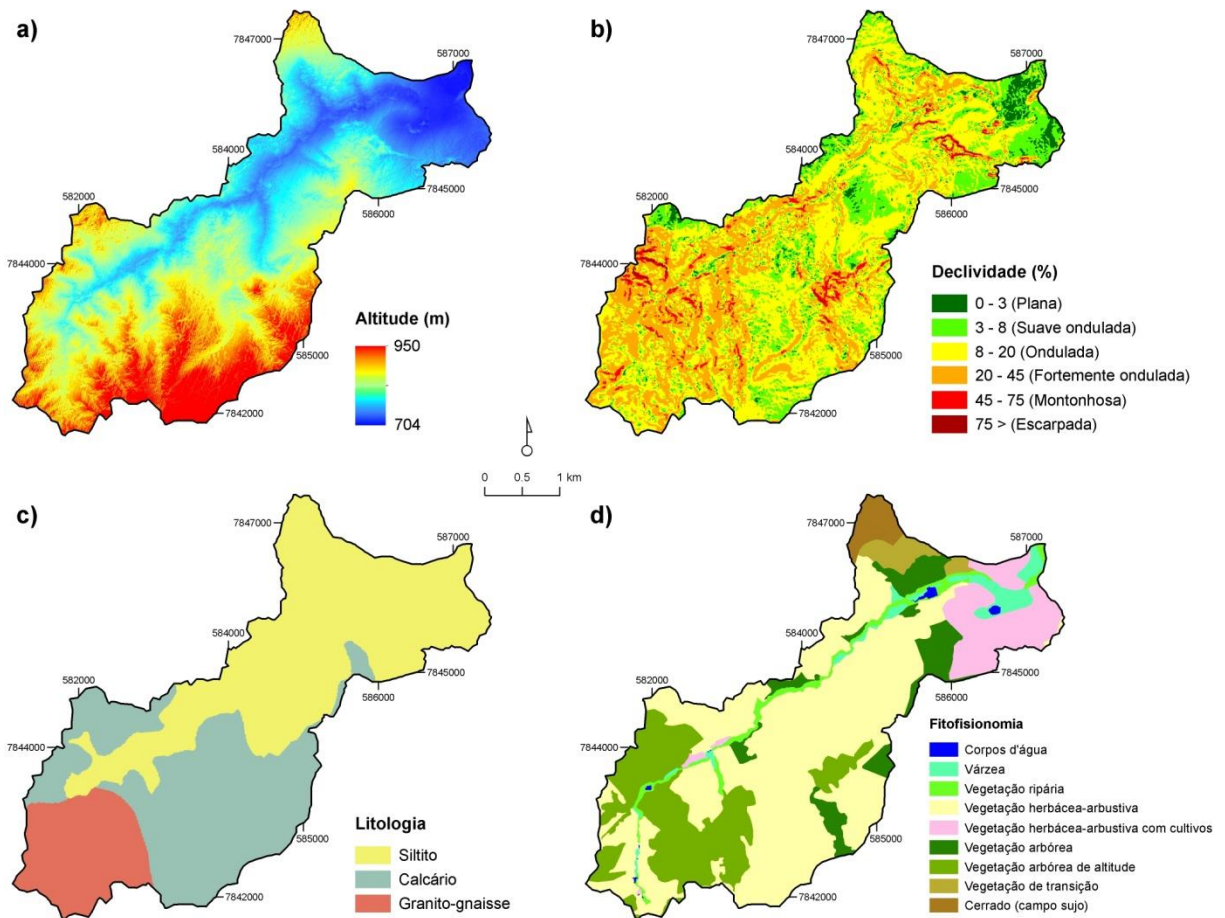 a)
7847000
587000
584000
7845000
586000
582000
7844000
585000
7842000
Altitude (m)
950
704
b)
7847000
587000
584000
7845000
586000
582000
7844000
585000
7842000
Declividade (%)
0 - 3 (Plana)
3 - 8 (Suave ondulada)
8 - 20 (Ondulada)
20 - 45 (Fortemente ondulada)
45 - 75 (Montonhosa)
75 > (Escarpada)
0 0.5 1 km
c)
7847000
587000
584000
7845000
586000
582000
7844000
585000
7842000
Litologia
Siltito
Calcário
Granito-gnaisse
d)
7847000
587000
584000
7845000
586000
582000
7844000
585000
7842000
Fitofisionomia
Corpos d'água
Várzea
Vegetação ripária
Vegetação herbácea-arbustiva
Vegetação herbácea-arbustiva com cultivos
Vegetação arbórea
Vegetação arbórea de altitude
Vegetação de transição
Cerrado (campo sujo)